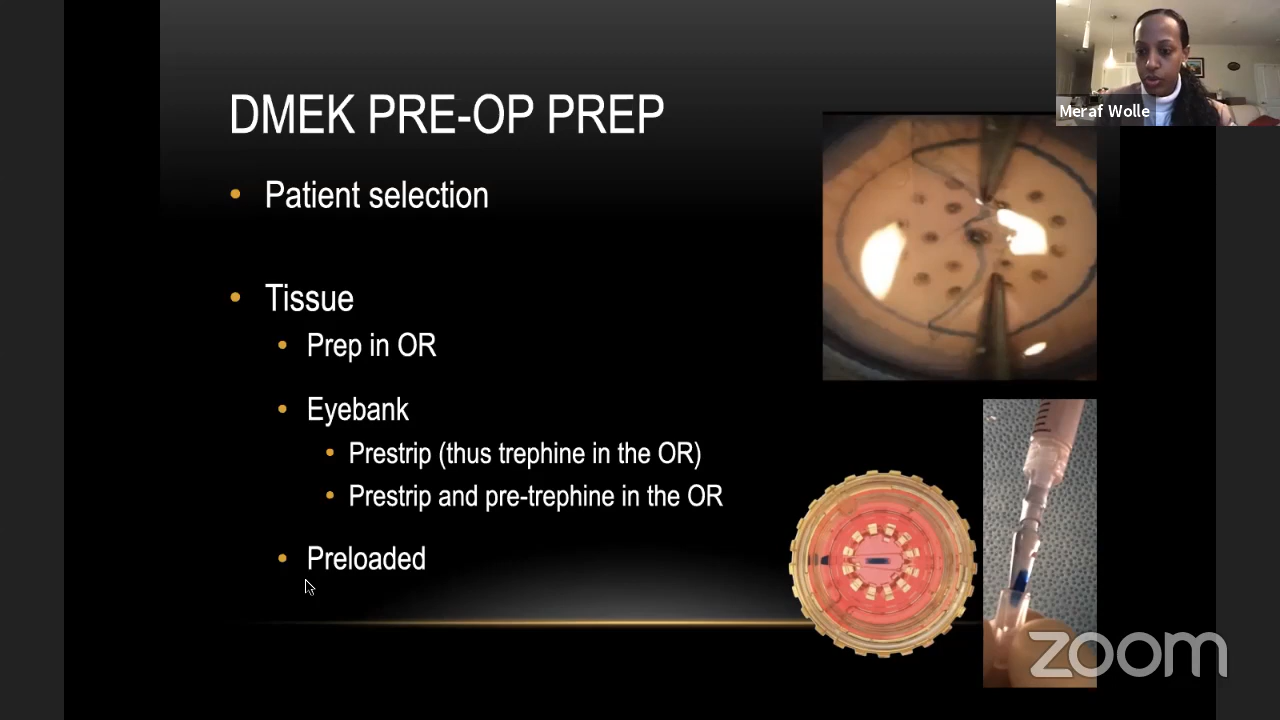 DMEK PRE-OP PREP
Meraf Wolle
• Patient selection
• Tissue
• Prep in OR
• Eyebank
• Prestrip (thus trephine in the OR)
• Prestrip and pre-trephine in the OR
• Preloaded
zoom